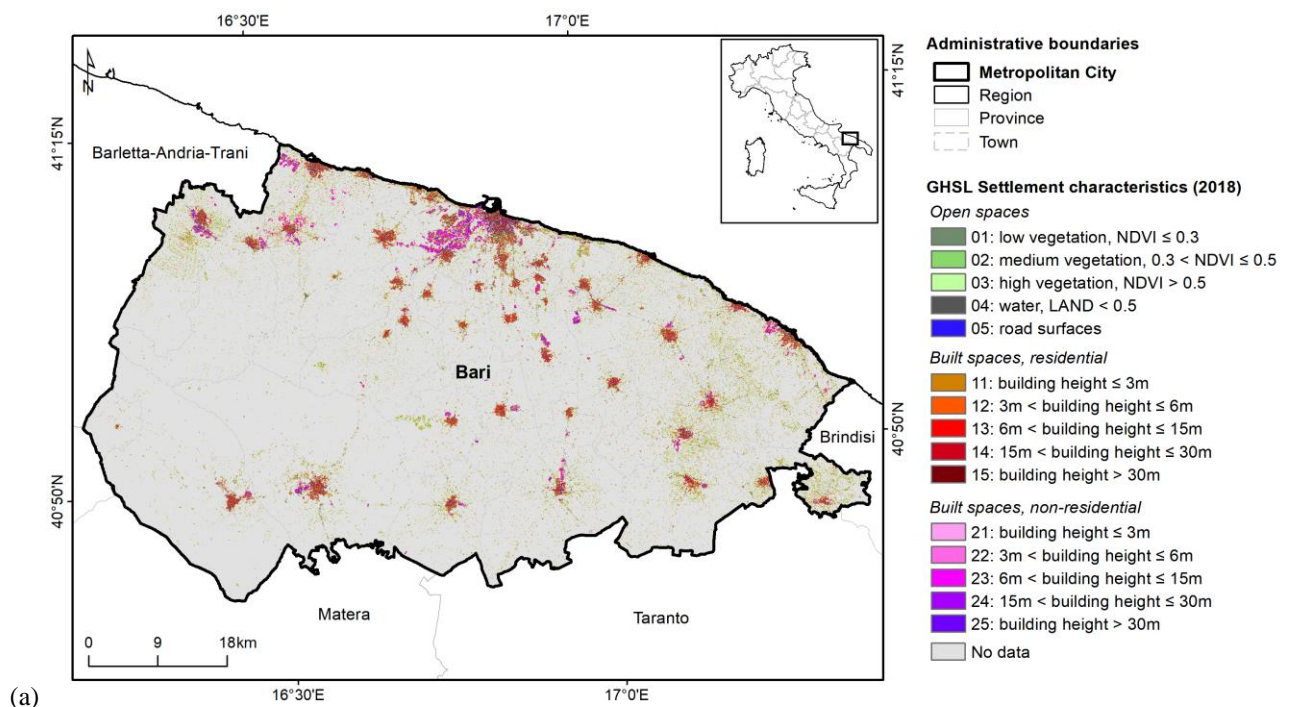 16°30'E
17°0'E
N
41°15'N
41°15'N
Barletta-Andria-Trani
Bari
Brindisi
40°50'N
40°50'N
Matera
Taranto
0
9
18km
16°30'E
17°0'E
(a)
Administrative boundaries
Metropolitan City
Region
Province
Town
GHSL Settlement characteristics (2018)
Open spaces
01: low vegetation, NDVI ≤ 0.3
02: medium vegetation, 0.3 < NDVI ≤ 0.5
03: high vegetation, NDVI > 0.5
04: water, LAND < 0.5
05: road surfaces
Built spaces, residential
11: building height ≤ 3m
12: 3m < building height ≤ 6m
13: 6m < building height ≤ 15m
14: 15m < building height ≤ 30m
15: building height > 30m
Built spaces, non-residential
21: building height ≤ 3m
22: 3m < building height ≤ 6m
23: 6m < building height ≤ 15m
24: 15m < building height ≤ 30m
25: building height > 30m
No data